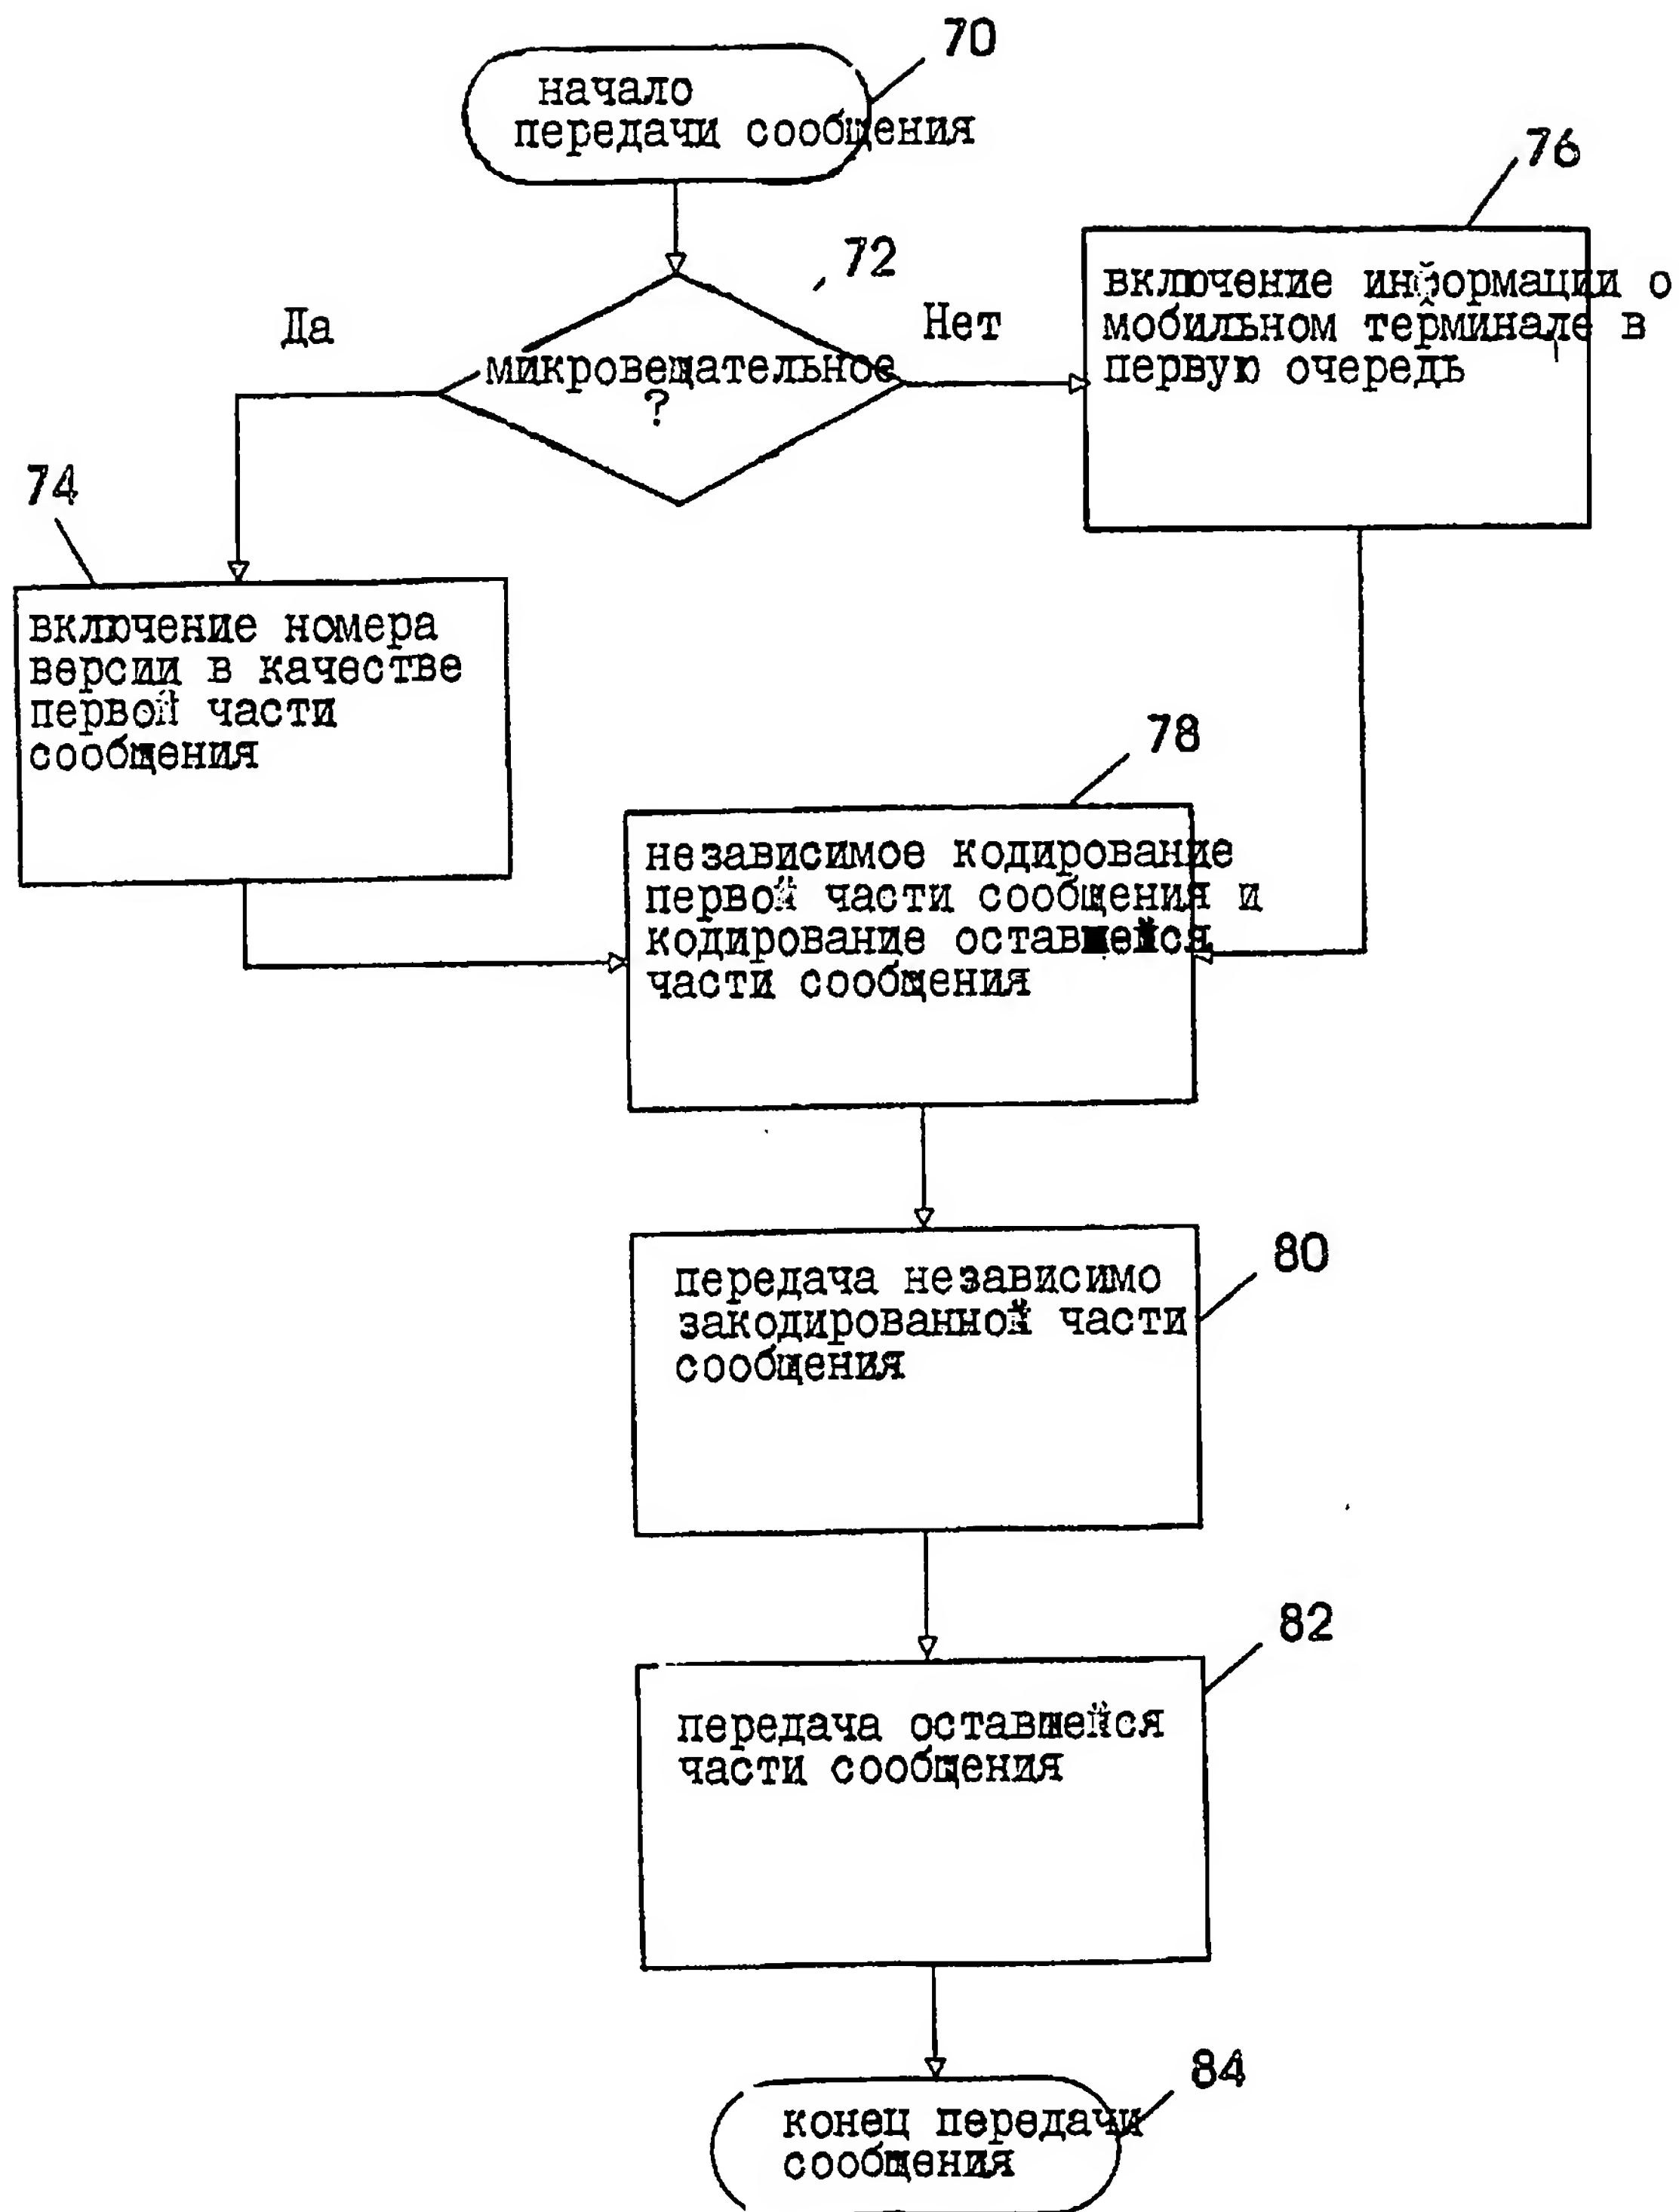 70
начало
передачи сообщения
76
72
Да
Нет
включение информации о
мобильном терминале в
первую очередь
микровещательное
?
74
включение номера
версии в качестве
первой части
сообщения
78
независимое кодирование
первой части сообщения и
кодирование оставшейся
части сообщения
80
передача независимо
закодированной части
сообщения
82
передача оставшейся
части сообщения
84
конец передачи
сообщения